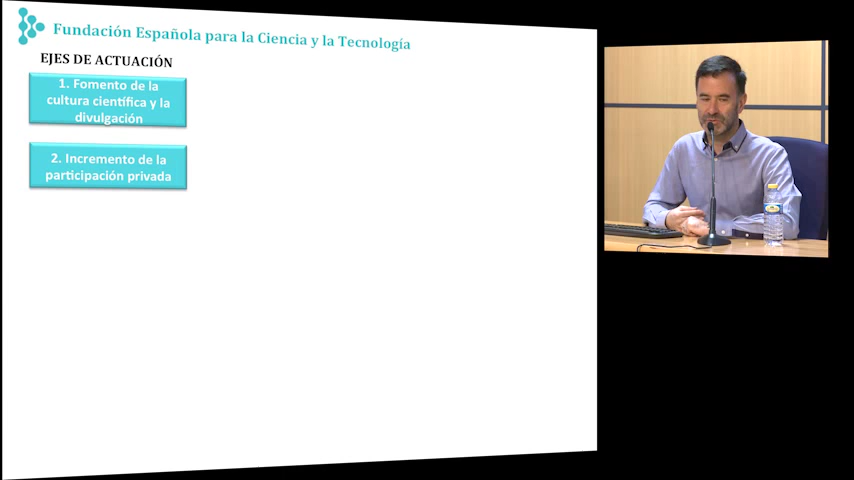 Fundación Española para la Ciencia y la Tecnología
EJES DE ACTUACIÓN
1. Fomento de la
cultura científica y la
divulgación
2. Incremento de la
participación privada